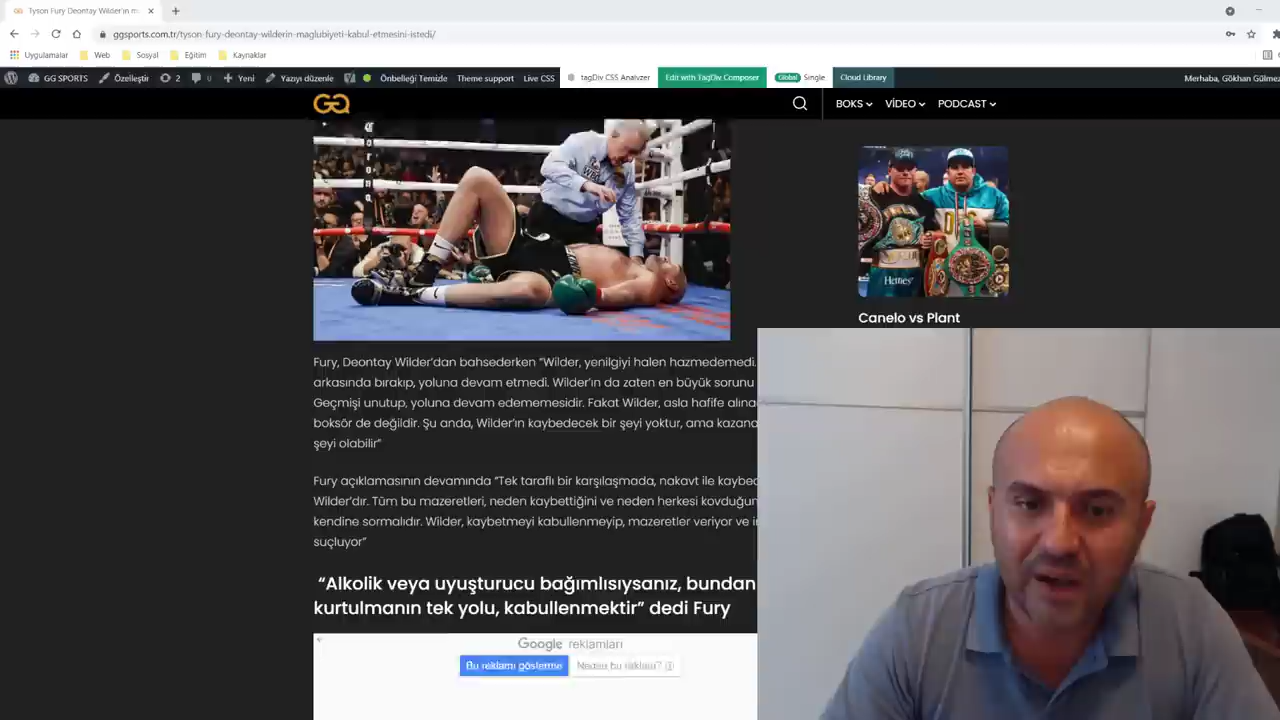 Tyson Fury Deontay Wilder'ın m
ggsports.com.tr/tyson-fury-deontay-wilderin-maglubiyeti-kabul-etmesini-istedi/
Uygulamalar Web Sosyal Eğitim Kaynaklar
GG SPORTS Özelleştir 2 0 Yeni Yazıyı düzenle Önbelleği Temizle Theme support Live CSS tagDiv CSS Analyzer Edit with TagDiv Composer Global Single Cloud Library Merhaba, Gökhan Gülmez
GG BOKS VİDEO PODCAST
Hennessy
Canelo vs Plant
Fury, Deontay Wilder'dan bahsederken "Wilder, yenilgiyi halen hazmedemedi.
arkasında bırakıp, yoluna devam etmedi. Wilder'ın da zaten en büyük sorunu
Geçmişi unutup, yoluna devam edememesidir. Fakat Wilder, asla hafife alına
boksör de değildir. Şu anda, Wilder'ın kaybedecek bir şeyi yoktur, ama kazana
şeyi olabilir"
Fury açıklamasının devamında "Tek taraflı bir karşılaşmada, nakavt ile kaybed
Wilder'dır. Tüm bu mazeretleri, neden kaybettiğini ve neden herkesi kovduğun
kendine sormalıdır. Wilder, kaybetmeyi kabullenmeyip, mazeretler veriyor ve in
suçluyor"
"Alkolik veya uyuşturucu bağımlısıysanız, bundan
kurtulmanın tek yolu, kabullenmektir" dedi Fury
Google reklamları
Bu reklamı gösterme Neden bu reklam?